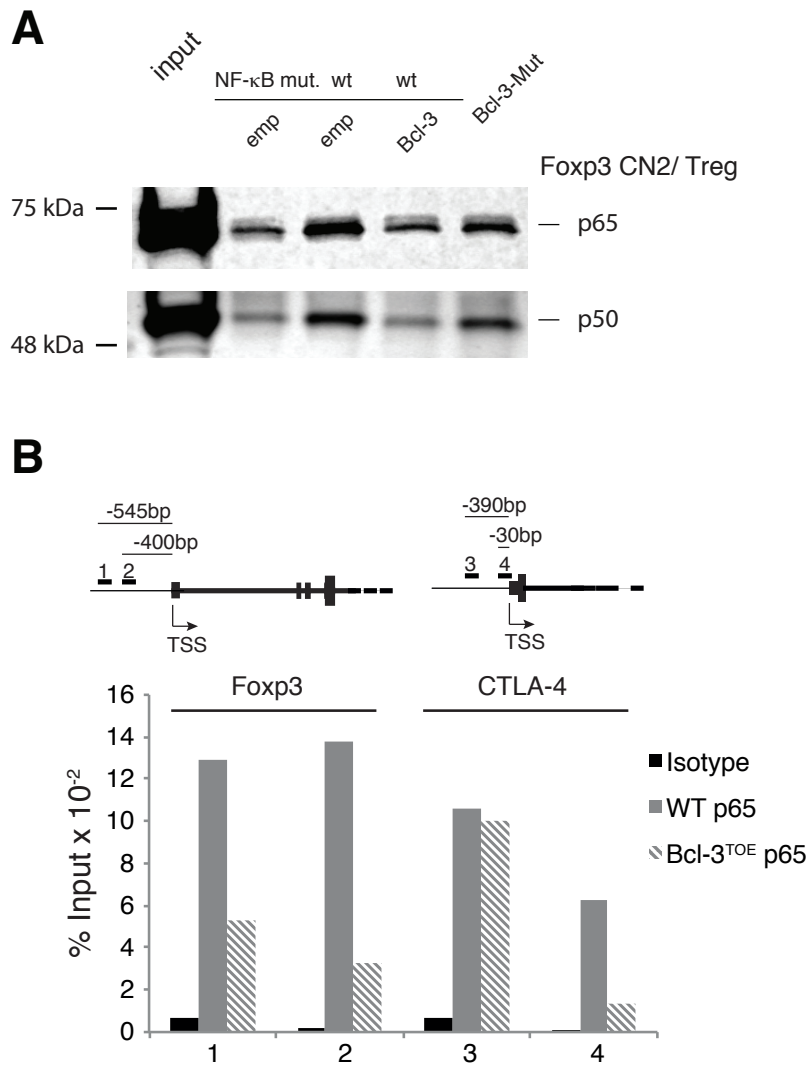 A
input
NF-κB mut. wt wt
emp emp Bcl-3 Bcl-3-Mut
Foxp3 CN2/ Treg
75 kDa
p65
p50
48 kDa
B
-545bp
-400bp
1 2
TSS
-390bp
-30bp
3 4
TSS
Foxp3
CTLA-4
% Input x 10⁻²
16
14
12
10
8
6
4
2
0
1 2 3 4
Isotype
WT p65
Bcl-3ᵀᴼᴱ p65